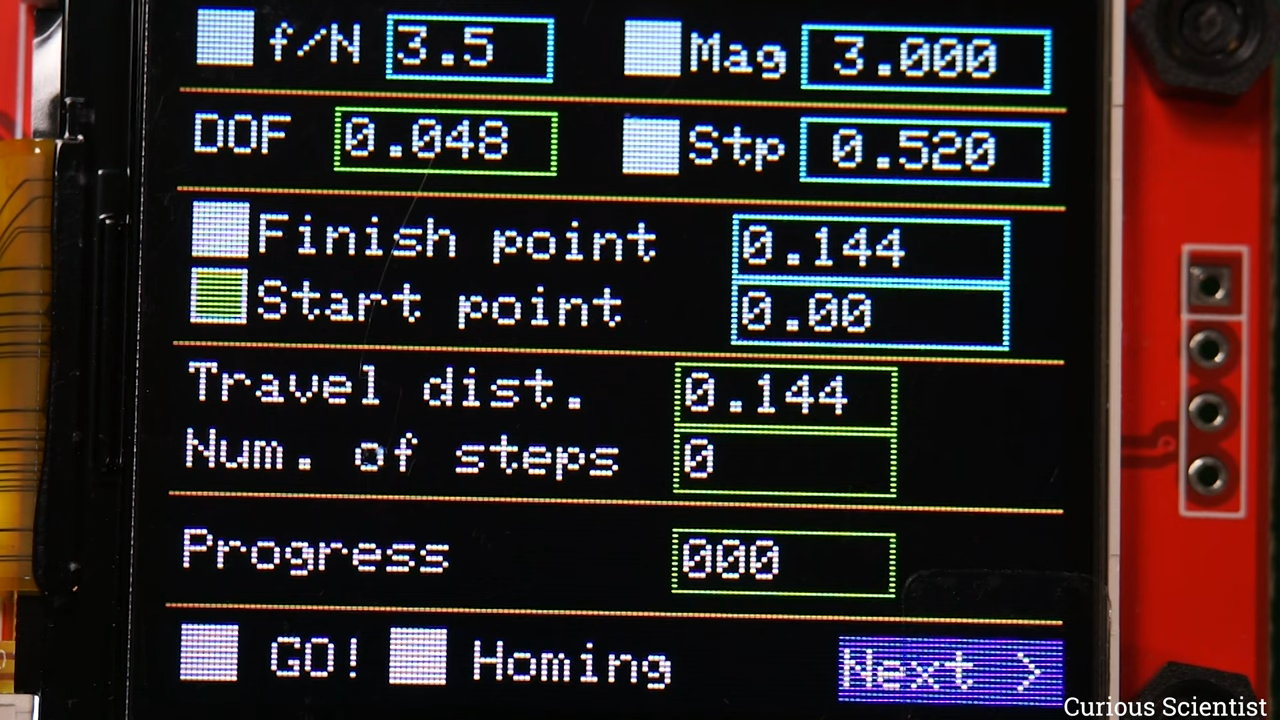 f/N 3.5 Mag 3.000
DOF 0.048 Stp 0.520
Finish point 0.144
Start point 0.00
Travel dist. 0.144
Num. of steps 0
Progress 000
GO! Homing Next >
Curious Scientist